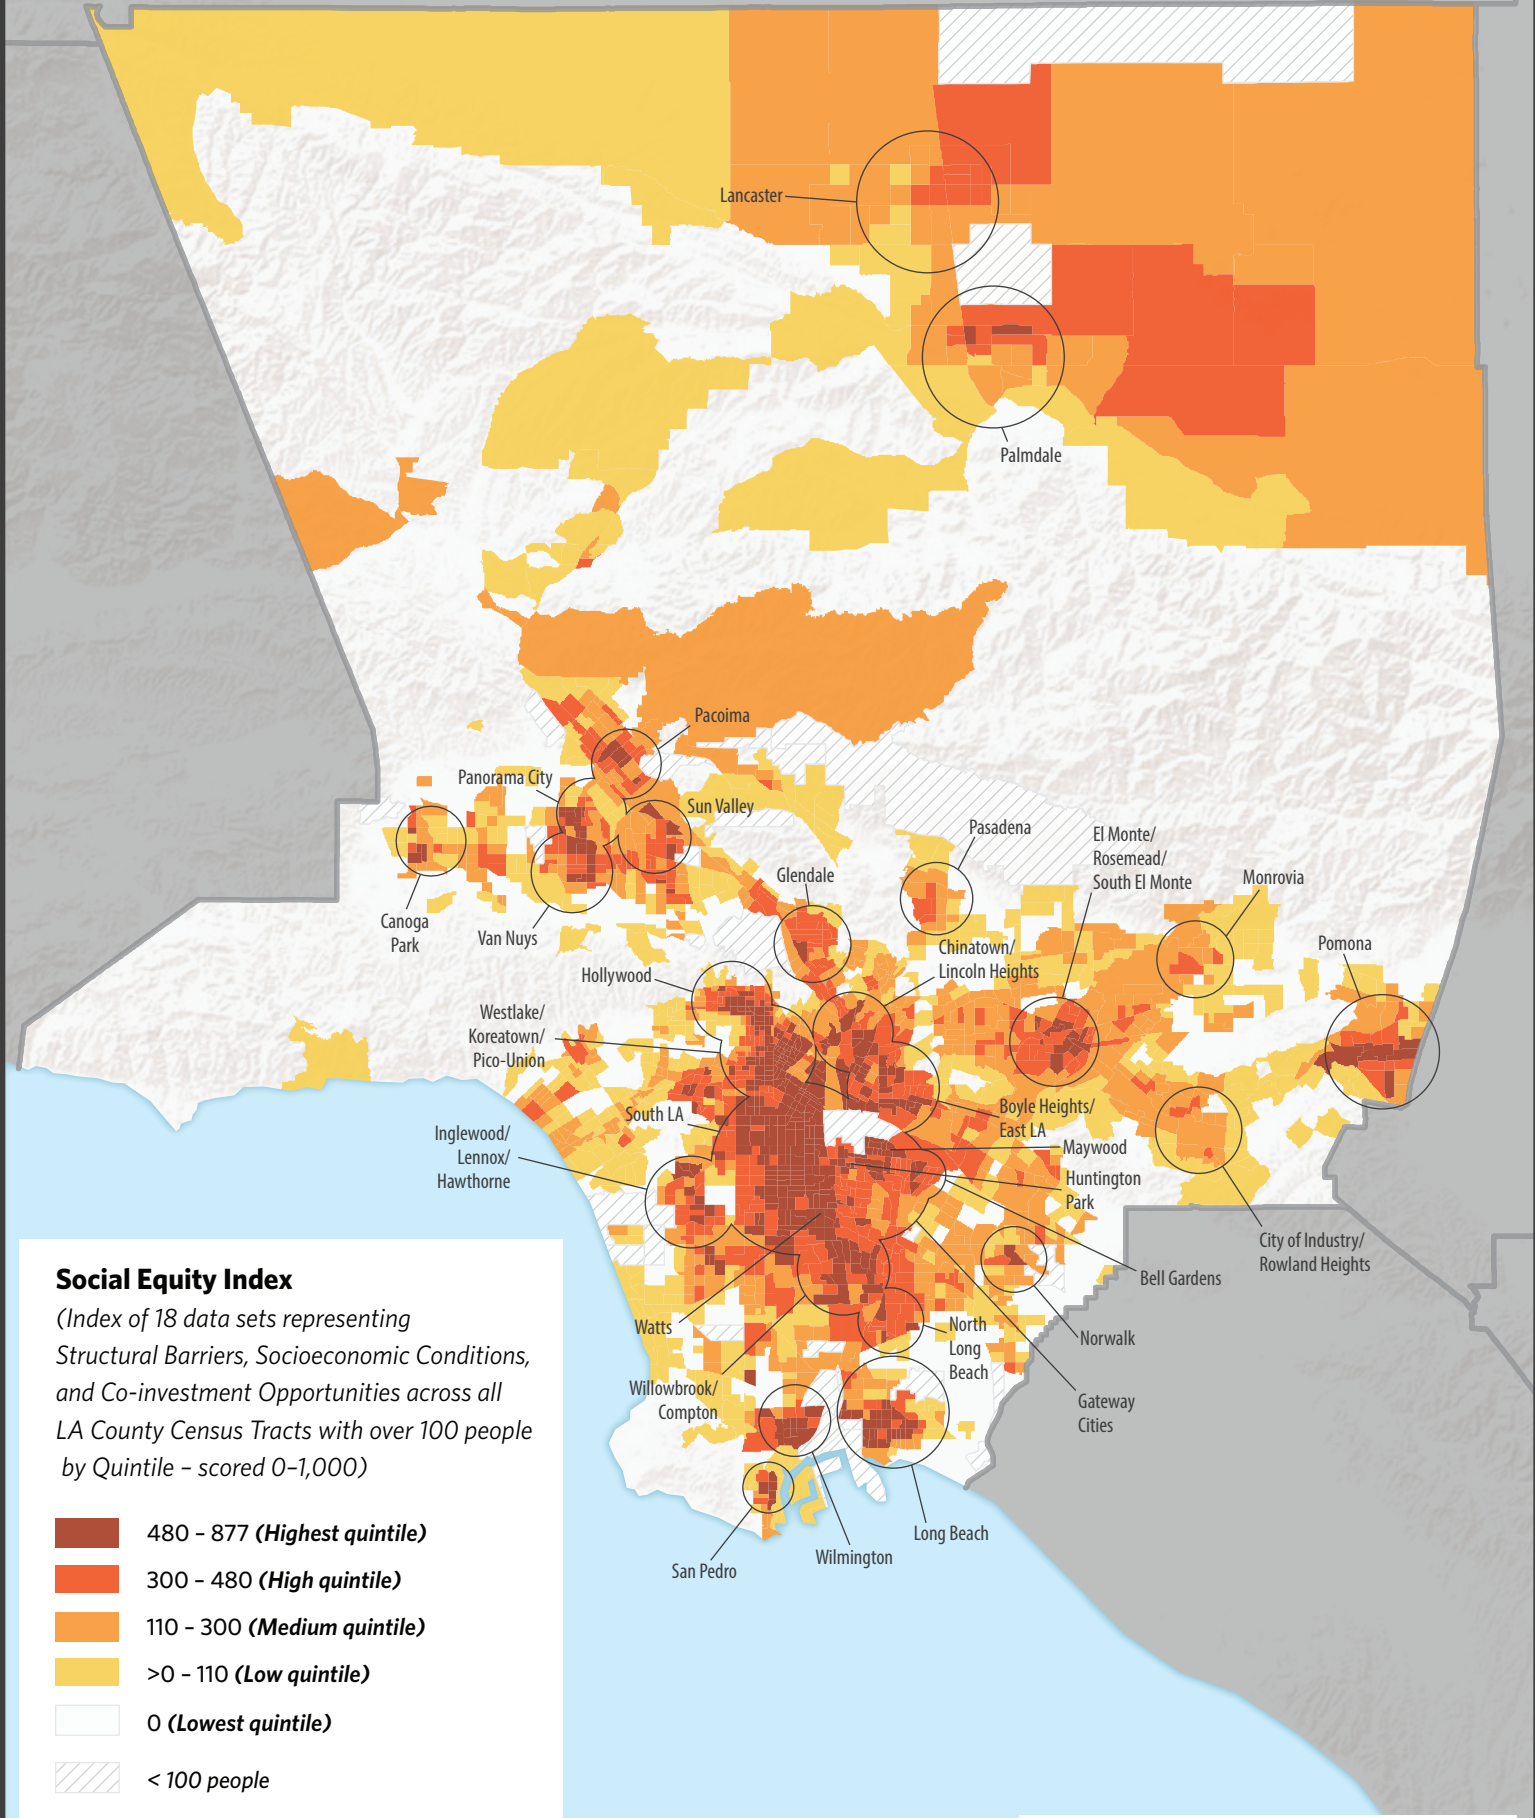 Lancaster
Palmdale
Pacoima
Panorama City
Sun Valley
Pasadena
El Monte/
Rosemead/
South El Monte
Glendale
Monrovia
Canoga
Park
Van Nuys
Chinatown/
Lincoln Heights
Pomona
Hollywood
Westlake/
Koreatown/
Pico-Union
South LA
Boyle Heights/
East LA
Inglewood/
Lennox/
Hawthorne
Maywood
Huntington
Park
City of Industry/
Rowland Heights
Bell Gardens
Watts
North
Long
Beach
Norwalk
Willowbrook/
Compton
Gateway
Cities
Long Beach
Wilmington
San Pedro
Social Equity Index
(Index of 18 data sets representing
Structural Barriers, Socioeconomic Conditions,
and Co-investment Opportunities across all
LA County Census Tracts with over 100 people
by Quintile – scored 0–1,000)
480 – 877 (Highest quintile)
300 – 480 (High quintile)
110 – 300 (Medium quintile)
>0 – 110 (Low quintile)
0 (Lowest quintile)
< 100 people